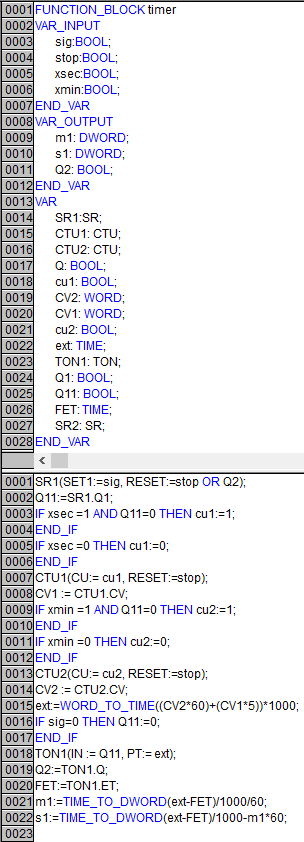 0001 FUNCTION_BLOCK timer
0002 VAR_INPUT
0003 sig:BOOL;
0004 stop:BOOL;
0005 xsec:BOOL;
0006 xmin:BOOL;
0007 END_VAR
0008 VAR_OUTPUT
0009 m1: DWORD;
0010 s1: DWORD;
0011 Q2: BOOL;
0012 END_VAR
0013 VAR
0014 SR1:SR;
0015 CTU1: CTU;
0016 CTU2: CTU;
0017 Q: BOOL;
0018 cu1: BOOL;
0019 CV2: WORD;
0020 CV1: WORD;
0021 cu2: BOOL;
0022 ext: TIME;
0023 TON1: TON;
0024 Q1: BOOL;
0025 Q11: BOOL;
0026 FET: TIME;
0027 SR2: SR;
0028 END_VAR
0001 SR1(SET1:=sig, RESET:=stop OR Q2);
0002 Q11:=SR1.Q1;
0003 IF xsec =1 AND Q11=0 THEN cu1:=1;
0004 END_IF
0005 IF xsec =0 THEN cu1:=0;
0006 END_IF
0007 CTU1(CU:= cu1, RESET:=stop);
0008 CV1 := CTU1.CV;
0009 IF xmin =1 AND Q11=0 THEN cu2:=1;
0010 END_IF
0011 IF xmin =0 THEN cu2:=0;
0012 END_IF
0013 CTU2(CU:= cu2, RESET:=stop);
0014 CV2 := CTU2.CV;
0015 ext:=WORD_TO_TIME((CV2*60)+(CV1*5))*1000;
0016 IF sig=0 THEN Q11:=0;
0017 END_IF
0018 TON1(IN := Q11, PT:= ext);
0019 Q2:=TON1.Q;
0020 FET:=TON1.ET;
0021 m1:=TIME_TO_DWORD(ext-FET)/1000/60;
0022 s1:=TIME_TO_DWORD(ext-FET)/1000-m1*60;
0023